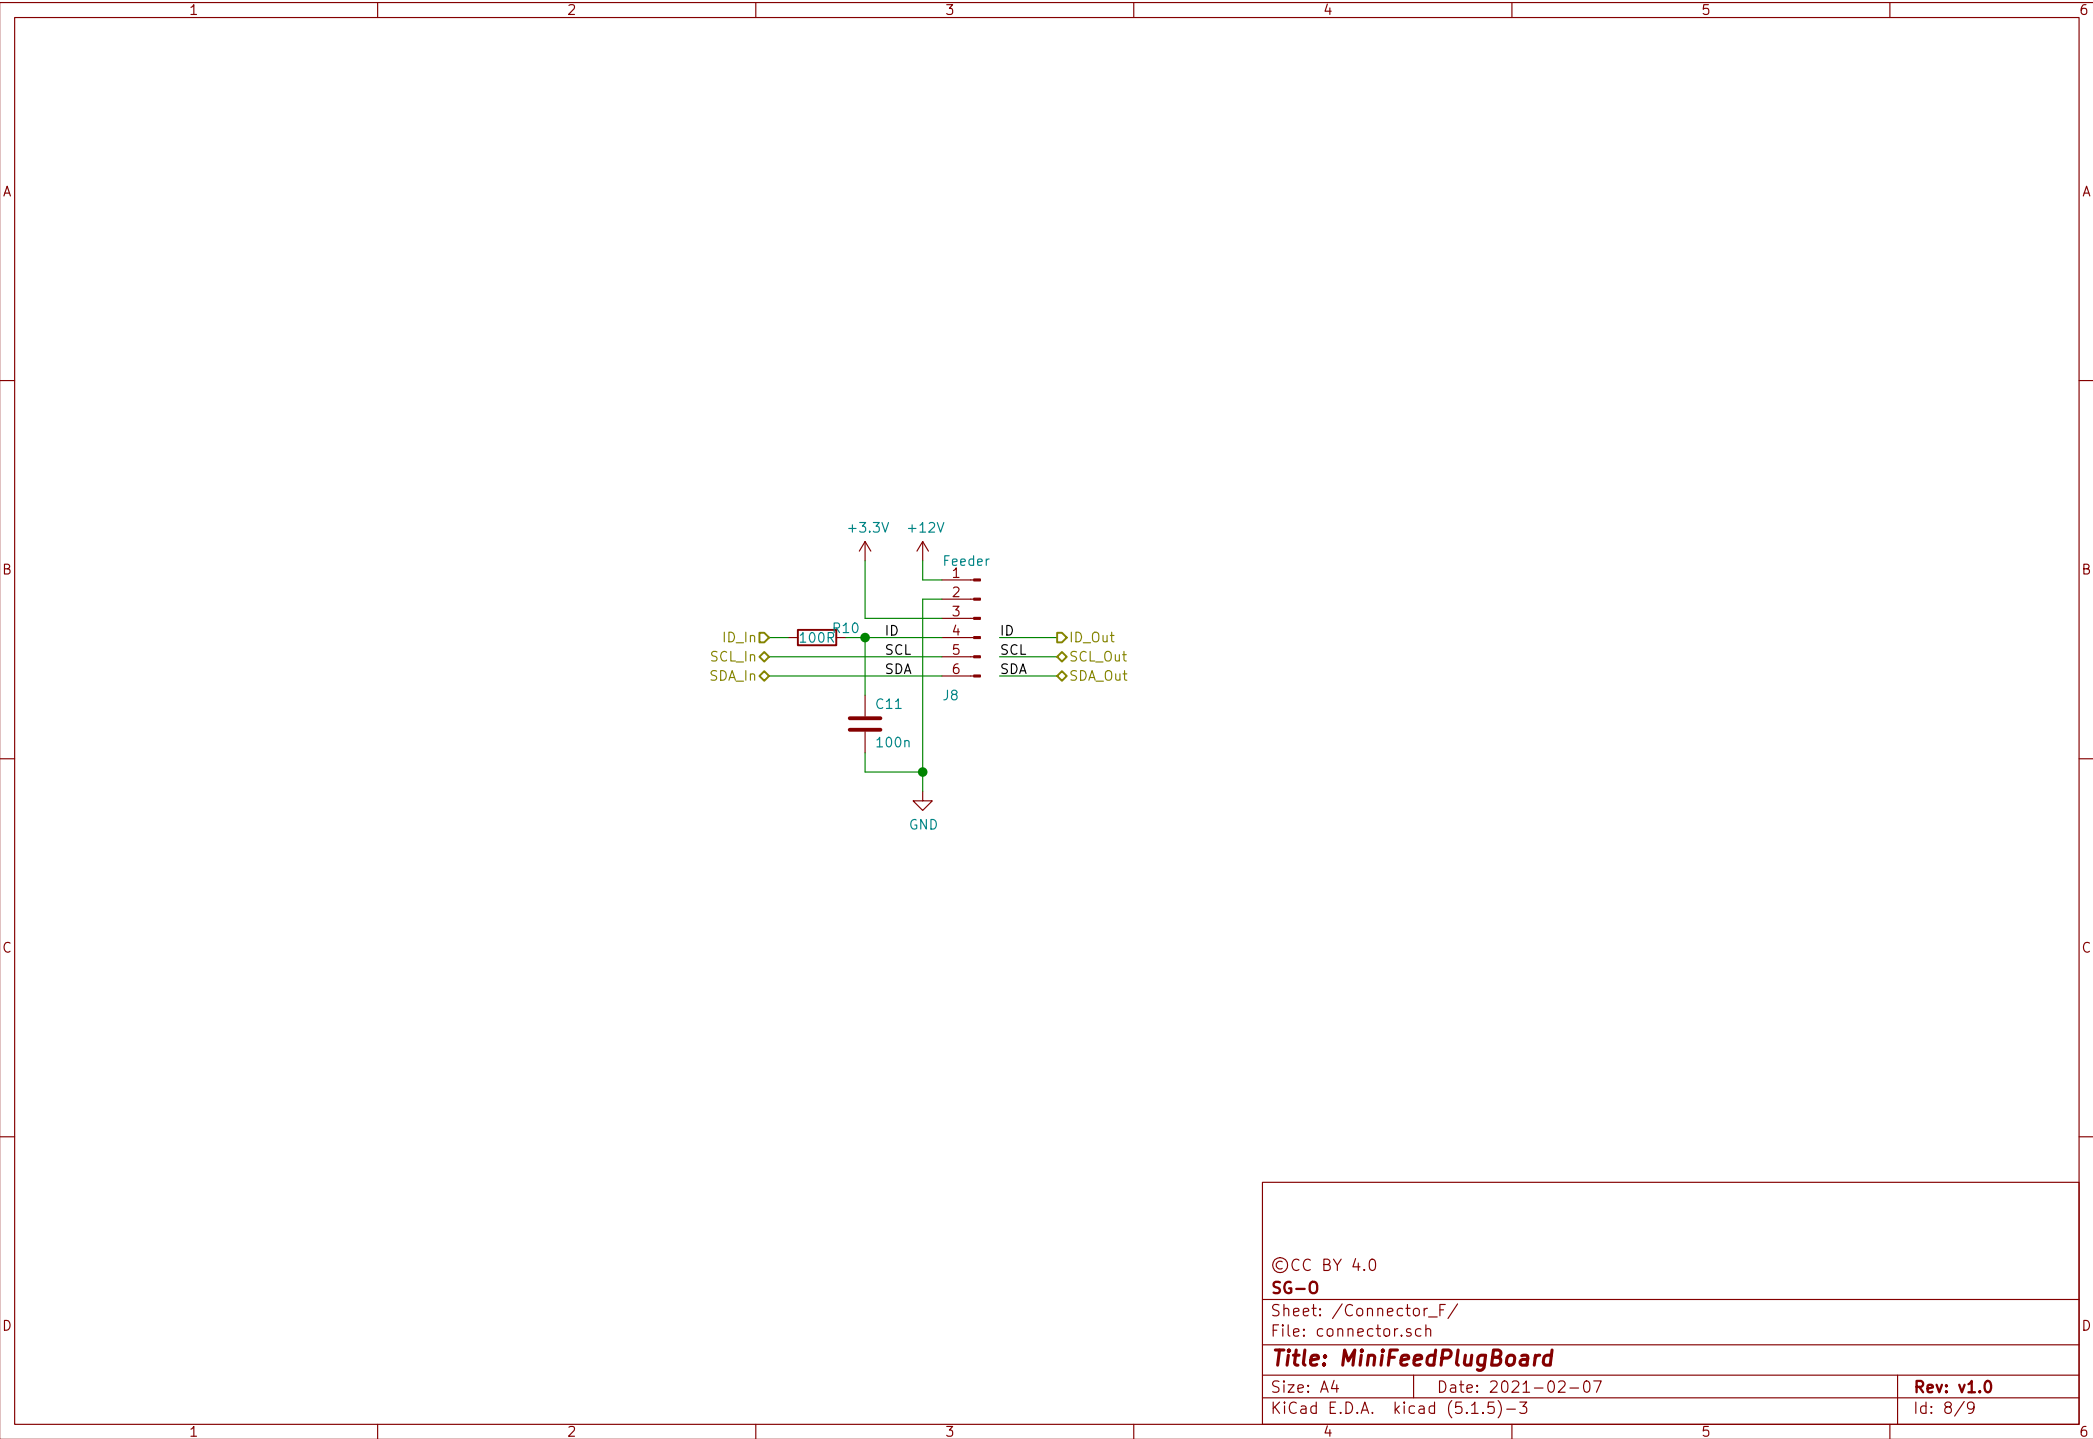 1 2 3 4 5 6
A A
+3.3V +12V
Feeder
B B
1
2
3
R10
ID_In 100R ID 4 ID ID_Out
SCL_In SCL 5 SCL SCL_Out
SDA_In SDA 6 SDA SDA_Out
J8
C11
100n
GND
C C
©CC BY 4.0
SG-O
Sheet: /Connector_F/
D D
File: connector.sch
Title: MiniFeedPlugBoard
Size: A4 Date: 2021-02-07 Rev: v1.0
KiCad E.D.A. kicad (5.1.5)-3 Id: 8/9
1 2 3 4 5 6